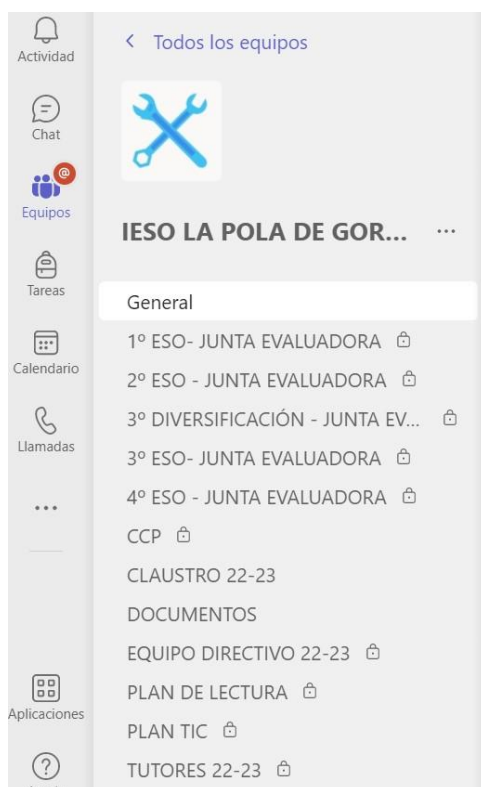 Actividad
Chat
@
Equipos
Tareas
Calendario
Llamadas
...
Aplicaciones
?
Todos los equipos
IESO LA POLA DE GOR... ...
General
1º ESO- JUNTA EVALUADORA
2º ESO - JUNTA EVALUADORA
3º DIVERSIFICACIÓN - JUNTA EV...
3º ESO- JUNTA EVALUADORA
4º ESO - JUNTA EVALUADORA
CCP
CLAUSTRO 22-23
DOCUMENTOS
EQUIPO DIRECTIVO 22-23
PLAN DE LECTURA
PLAN TIC
TUTORES 22-23